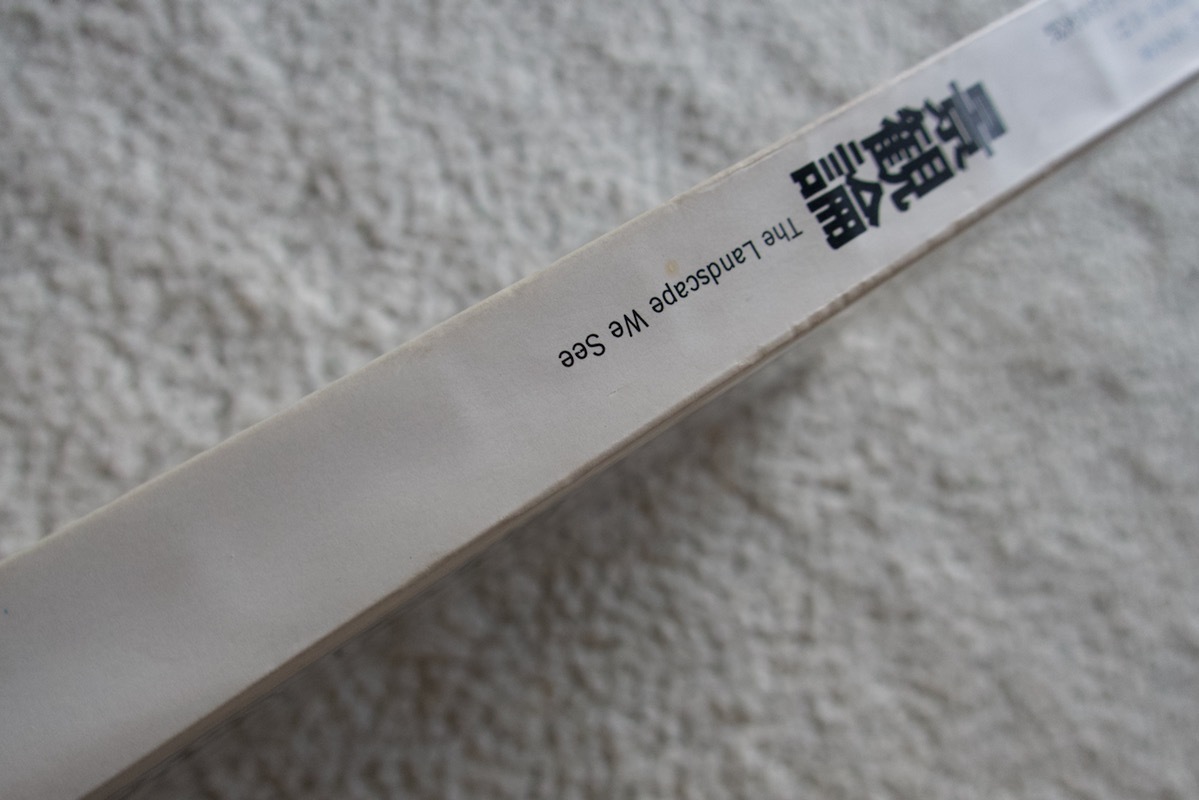 景観論
The Landscape We See